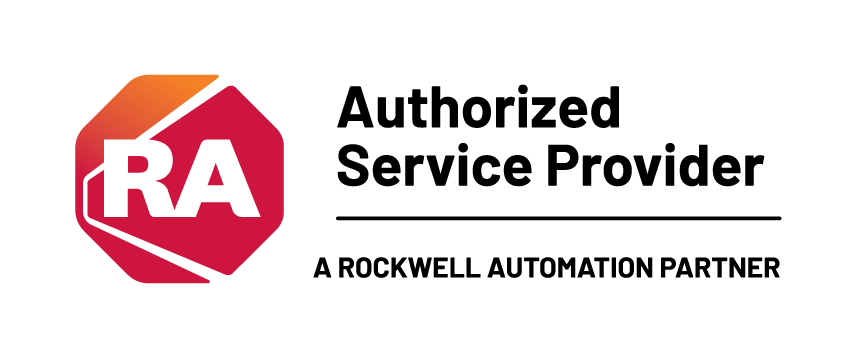 RA
Authorized
Service Provider
A ROCKWELL AUTOMATION PARTNER